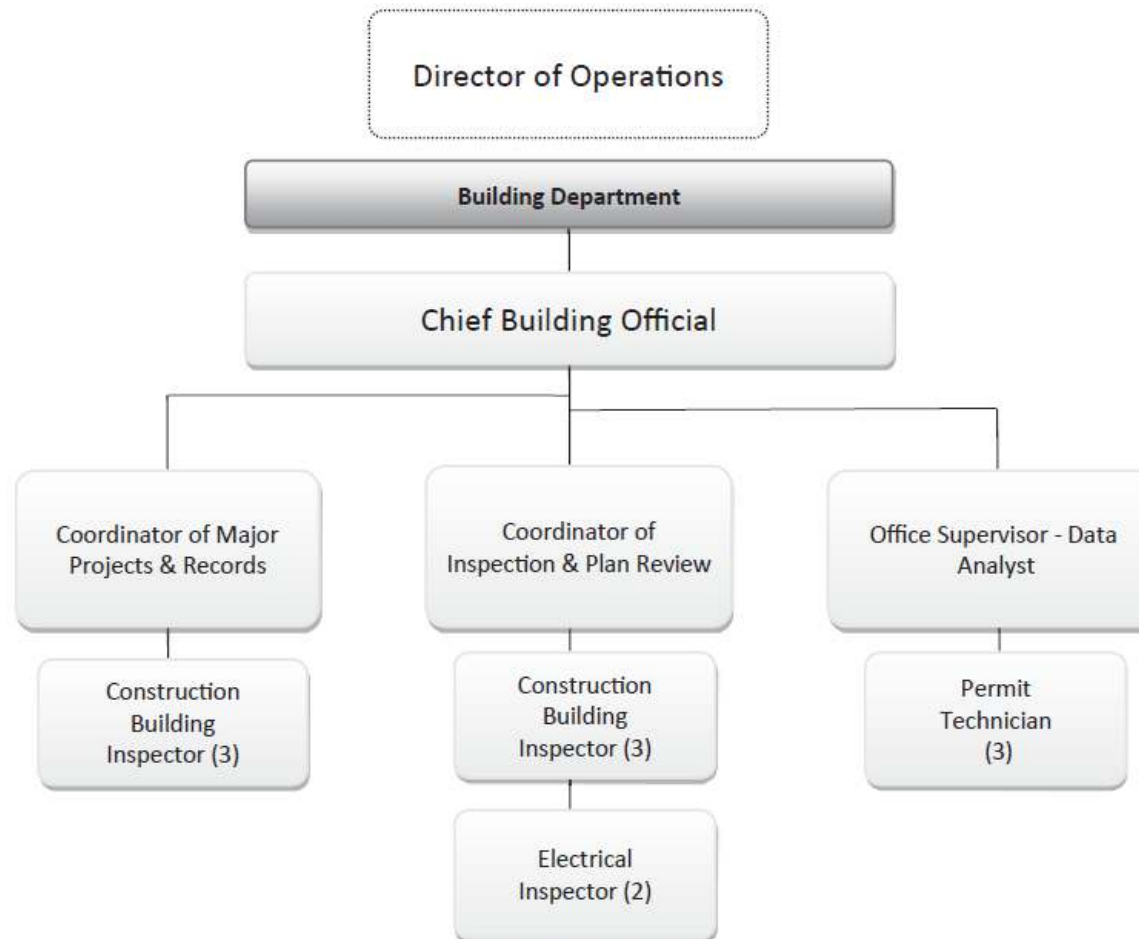 Director of Operations
Building Department
Chief Building Official
Coordinator of Major
Projects & Records
Coordinator of
Inspection & Plan Review
Office Supervisor - Data
Analyst
Construction
Building
Inspector (3)
Construction
Building
Inspector (3)
Permit
Technician
(3)
Electrical
Inspector (2)